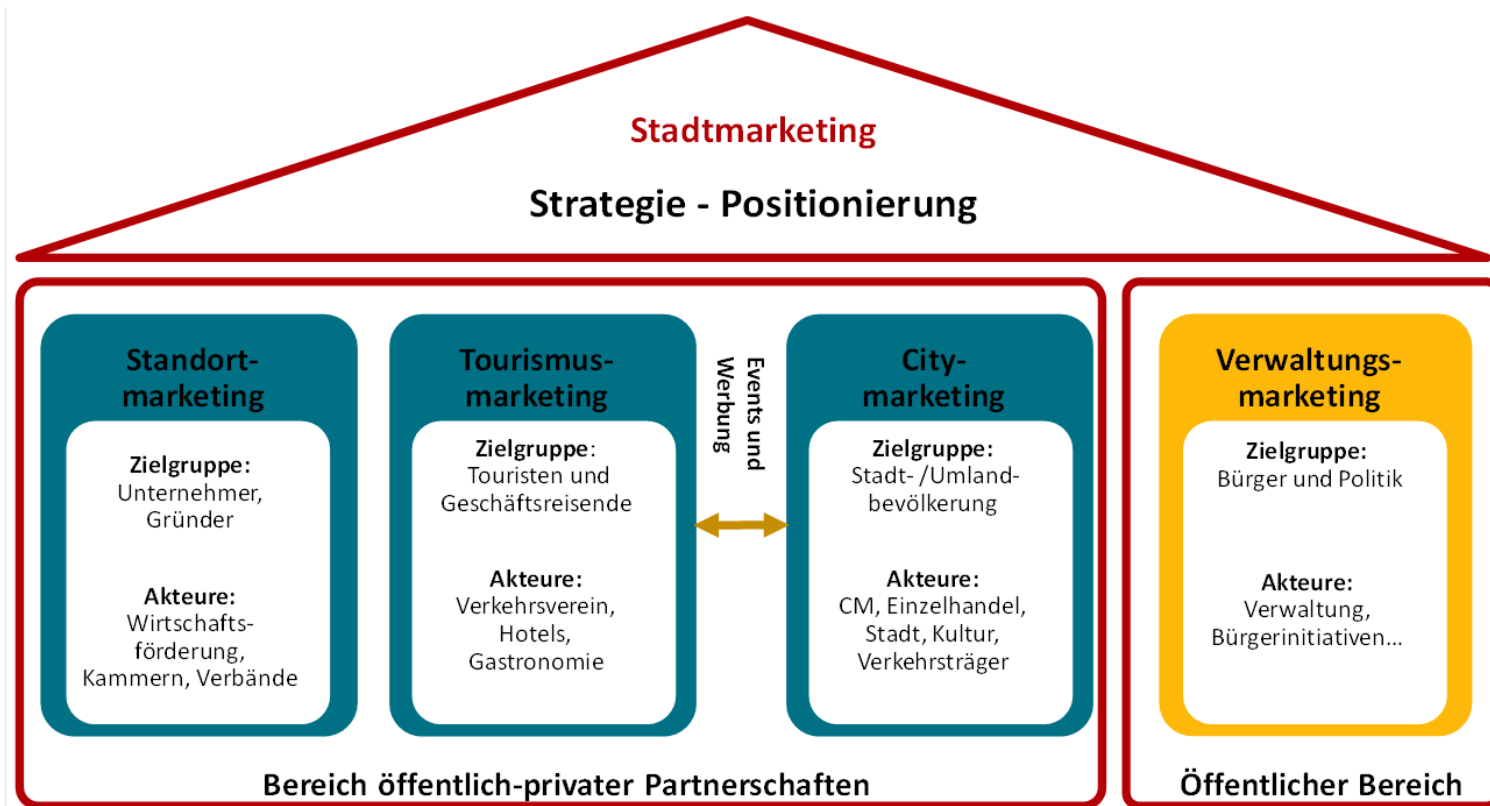 Stadtmarketing
Strategie - Positionierung
Standort-
marketing
Zielgruppe:
Unternehmer,
Gründer
Akteure:
Wirtschafts-
förderung,
Kammern, Verbände
Tourismus-
marketing
Zielgruppe:
Touristen und
Geschäftsreisende
Akteure:
Verkehrsverein,
Hotels,
Gastronomie
Events und
Werbung
City-
marketing
Zielgruppe:
Stadt- /Umland-
bevölkerung
Akteure:
CM, Einzelhandel,
Stadt, Kultur,
Verkehrsträger
Bereich öffentlich-privater Partnerschaften
Verwaltungs-
marketing
Zielgruppe:
Bürger und Politik
Akteure:
Verwaltung,
Bürgerinitiativen...
Öffentlicher Bereich